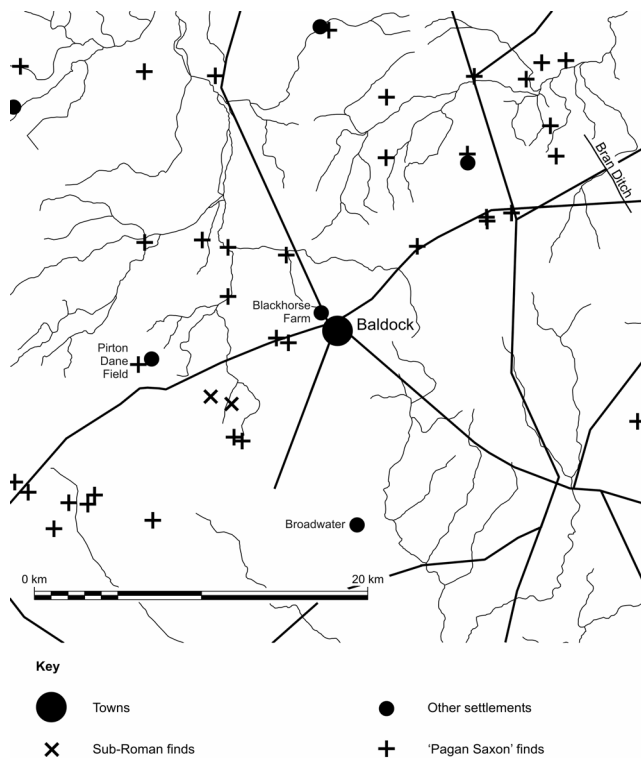 Bran Ditch
Blackhorse
Farm
Baldock
Pirton
Dane
Field
Broadwater
0 km
20 km
Key
Towns
Other settlements
Sub-Roman finds
‘Pagan Saxon’ finds